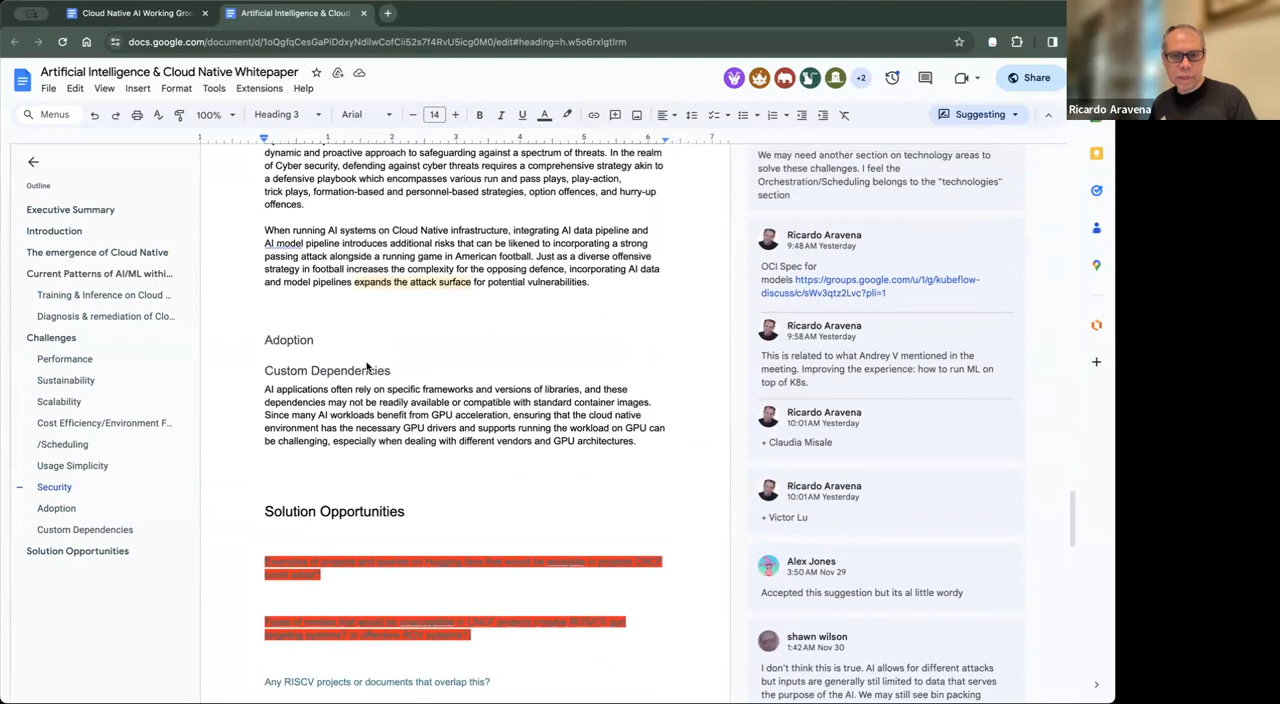 Cloud Native AI Working Grou
Artificial Intelligence & Cloud
docs.google.com/document/d/1oQgfqCesGaPiDdxyNdilwCofCii52s7f4RvU5icg0M0/edit#heading=h.w5o6rxlgtlrm
Artificial Intelligence & Cloud Native Whitepaper
File Edit View Insert Format Tools Extensions Help
+2
Share
Ricardo Aravena
Menus
100%
Heading 3
Arial
14
Suggesting
1 1 2 3 4 5 6 7
Outline
Executive Summary
Introduction
The emergence of Cloud Native
Current Patterns of AI/ML withi...
Training & Inference on Cloud ...
Diagnosis & remediation of Clo...
Challenges
Performance
Sustainability
Scalability
Cost Efficiency/Environment F...
/Scheduling
Usage Simplicity
Security
Adoption
Custom Dependencies
Solution Opportunities
dynamic and proactive approach to safeguarding against a spectrum of threats. In the realm
of Cyber security, defending against cyber threats requires a comprehensive strategy akin to
a defensive playbook which encompasses various run and pass plays, play-action,
trick plays, formation-based and personnel-based strategies, option offences, and hurry-up
offences.
When running AI systems on Cloud Native infrastructure, integrating AI data pipeline and
AI model pipeline introduces additional risks that can be likened to incorporating a strong
passing attack alongside a running game in American football. Just as a diverse offensive
strategy in football increases the complexity for the opposing defence, incorporating AI data
and model pipelines expands the attack surface for potential vulnerabilities.
Adoption
Custom Dependencies
AI applications often rely on specific frameworks and versions of libraries, and these
dependencies may not be readily available or compatible with standard container images.
Since many AI workloads benefit from GPU acceleration, ensuring that the cloud native
environment has the necessary GPU drivers and supports running the workload on GPU can
be challenging, especially when dealing with different vendors and GPU architectures.
Solution Opportunities
Any RISCV projects or documents that overlap this?
We may need another section on technology areas to
solve these challenges. I feel the
Orchestration/Scheduling belongs to the "technologies"
section
Ricardo Aravena
9:48 AM Yesterday
OCI Spec for
models https://groups.google.com/u/1/g/kubeflow-
discuss/c/sWv3qtz2Lvc?pli=1
Ricardo Aravena
9:58 AM Yesterday
This is related to what Andrey V mentioned in the
meeting. Improving the experience: how to run ML on
top of K8s.
Ricardo Aravena
10:01 AM Yesterday
+ Claudia Misale
Ricardo Aravena
10:01 AM Yesterday
+ Victor Lu
Alex Jones
3:50 AM Nov 29
Accepted this suggestion but its al little wordy
shawn wilson
1:42 AM Nov 30
I don't think this is true. AI allows for different attacks
but inputs are generally stil limited to data that serves
the purpose of the AI. We may still see bin packing